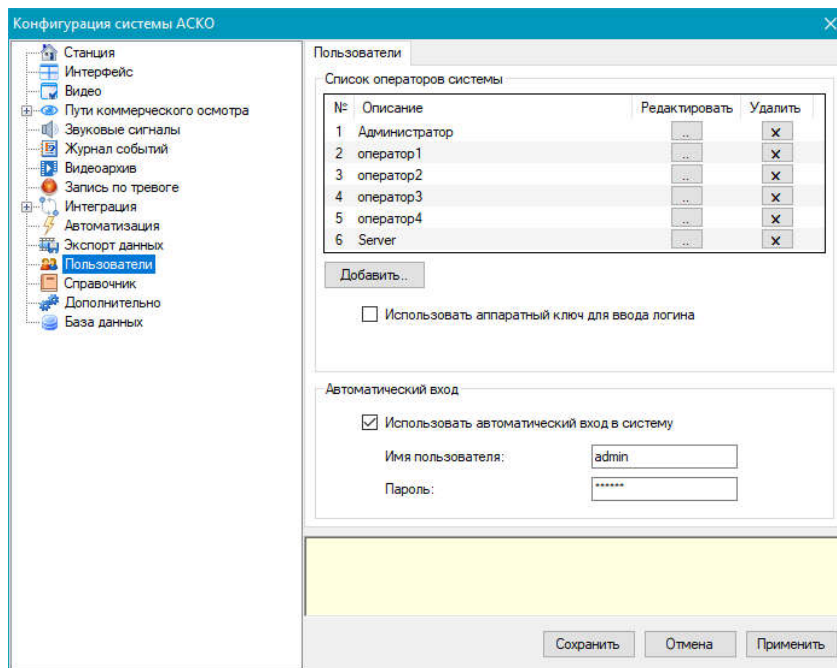 Конфигурация системы АСКО
Станция
Интерфейс
Видео
Пути коммерческого осмотра
Звуковые сигналы
Журнал событий
Видеоархив
Запись по тревоге
Интеграция
Автоматизация
Экспорт данных
Пользователи
Справочник
Дополнительно
База данных
Пользователи
Список операторов системы
№ Описание Редактировать Удалить
1 Администратор .. x
2 оператор1 .. x
3 оператор2 .. x
4 оператор3 .. x
5 оператор4 .. x
6 Server .. x
Добавить..
Использовать аппаратный ключ для ввода логина
Автоматический вход
Использовать автоматический вход в систему
Имя пользователя: admin
Пароль: ******
Сохранить Отмена Применить